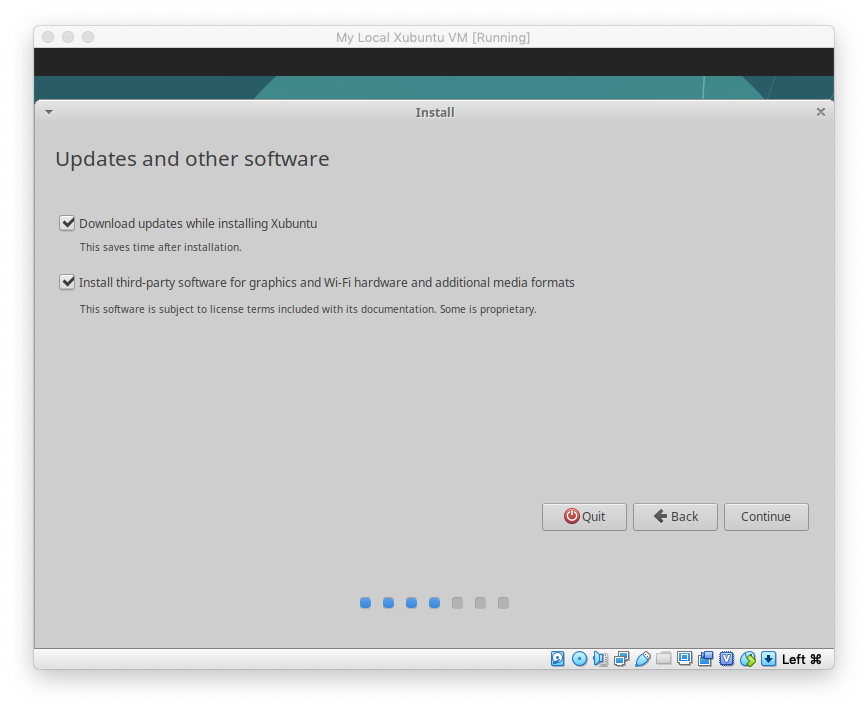 My Local Xubuntu VM [Running]
Install
Updates and other software
Download updates while installing Xubuntu
This saves time after installation.
Install third-party software for graphics and Wi-Fi hardware and additional media formats
This software is subject to license terms included with its documentation. Some is proprietary.
Quit
Back
Continue
Left ⌘